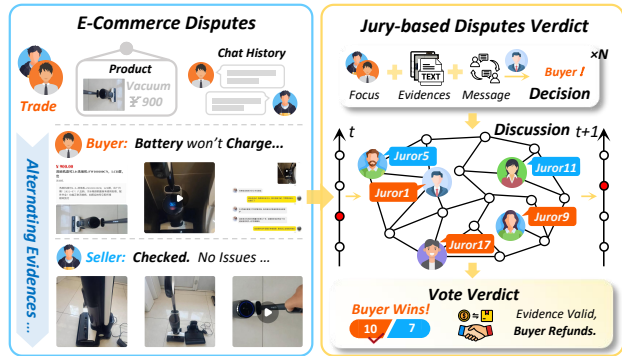 E-Commerce Disputes
Trade
Product
Vacuum
¥ 900
Chat History
Alternating Evidences ...
Buyer: Battery won't Charge...
¥ 900.00
Seller: Checked. No Issues ...
Jury-based Disputes Verdict
×N
TEXT
Buyer !
Focus
Evidences
Message
Decision
t
Discussion
t+1
Juror5
Juror11
Juror1
Juror9
Juror17
Vote Verdict
Buyer Wins!
10
7
Evidence Valid,
Buyer Refunds.